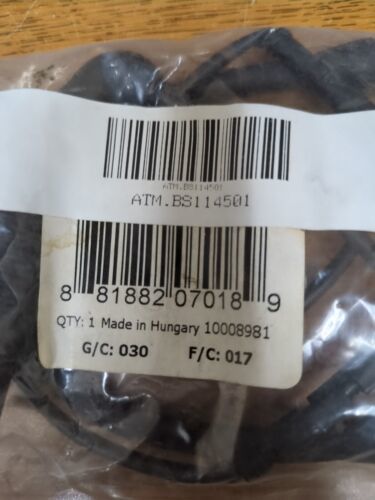 ATM.BS114501
ATM.BS114501
8 81882 07018 9
QTY: 1 Made in Hungary 10008981
G/C: 030 F/C: 017